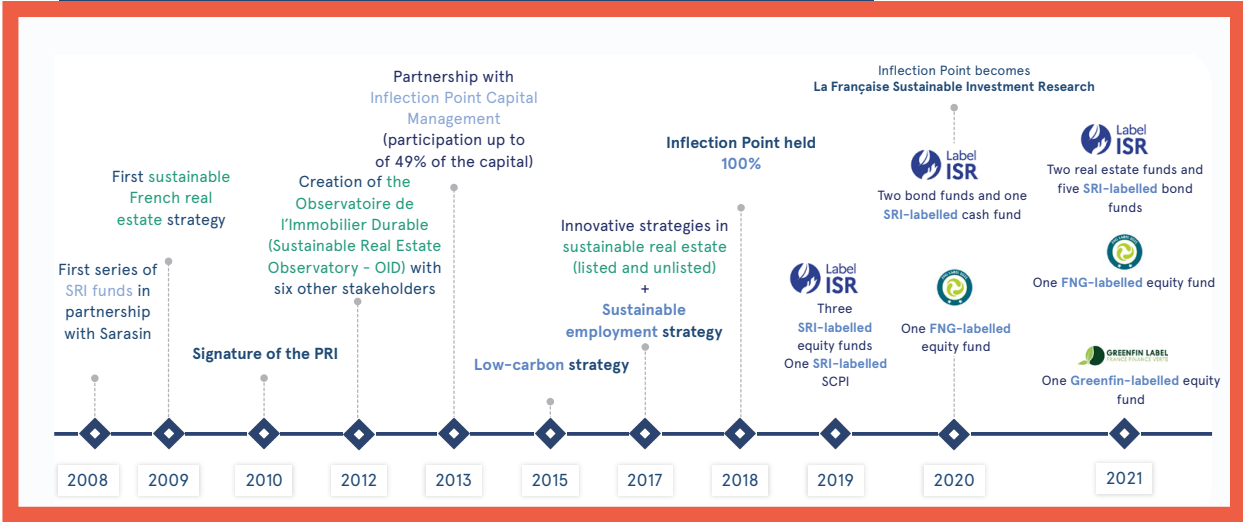 First series of
SRI funds in
partnership
with Sarasin
First sustainable
French real
estate strategy
Signature of the PRI
Creation of the
Observatoire de
l'Immobilier Durable
(Sustainable Real Estate
Observatory - OID) with
six other stakeholders
Partnership with
Inflection Point Capital
Management
(participation up to
of 49% of the capital)
Low-carbon strategy
Innovative strategies in
sustainable real estate
(listed and unlisted)
+
Sustainable
employment strategy
Inflection Point held
100%
Label
ISR
Three
SRI-labelled
equity funds
One SRI-labelled
SCPI
Inflection Point becomes
La Française Sustainable Investment Research
Label
ISR
Two bond funds and one
SRI-labelled cash fund
One FNG-labelled
equity fund
Label
ISR
Two real estate funds and
five SRI-labelled bond
funds
One FNG-labelled equity fund
GREENFIN LABEL
FRANCE FINANCE VERTE
One Greenfin-labelled equity
fund
2008
2009
2010
2012
2013
2015
2017
2018
2019
2020
2021